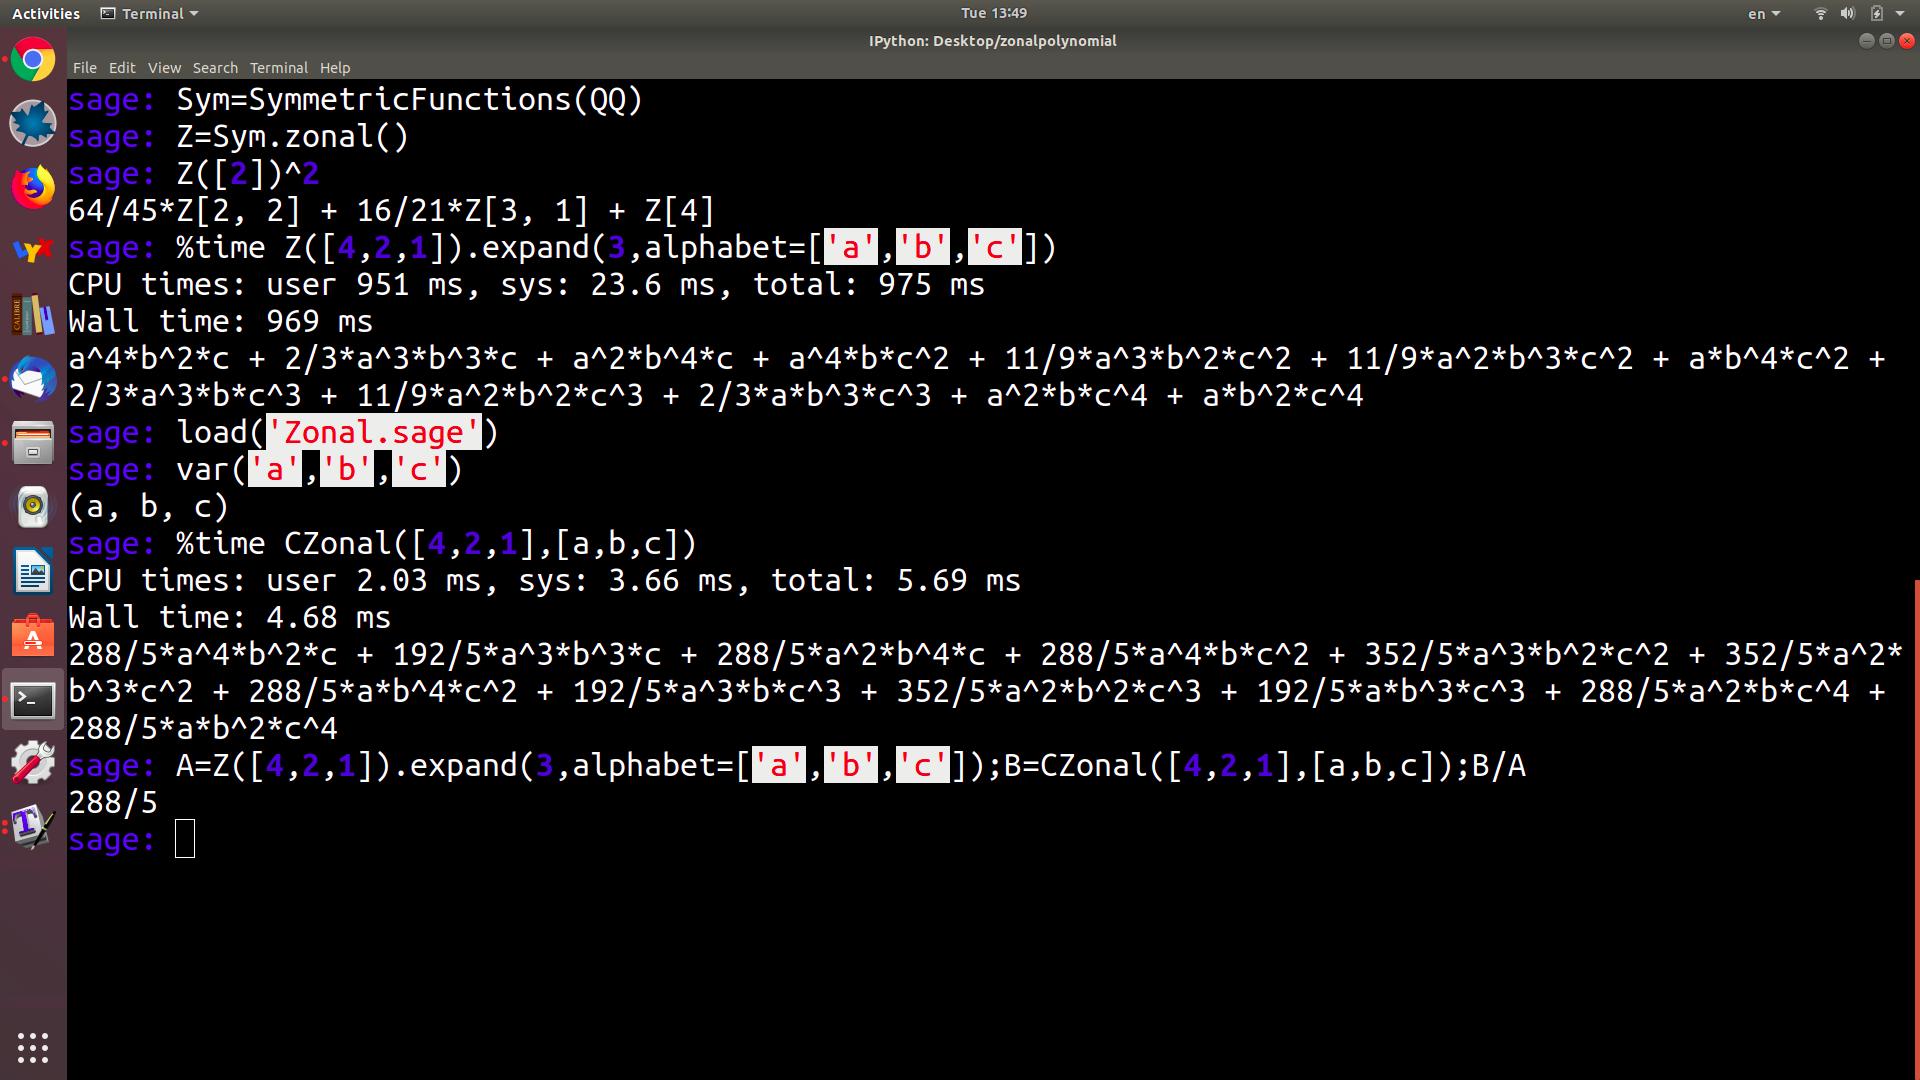 Activities Terminal Tue 13:49 en
IPython: Desktop/zonalpolynomial
File Edit View Search Terminal Help
sage: Sym=SymmetricFunctions(QQ)
sage: Z=Sym.zonal()
sage: Z([2])^2
64/45*Z[2, 2] + 16/21*Z[3, 1] + Z[4]
sage: %time Z([4,2,1]).expand(3,alphabet=['a','b','c'])
CPU times: user 951 ms, sys: 23.6 ms, total: 975 ms
Wall time: 969 ms
a^4*b^2*c + 2/3*a^3*b^3*c + a^2*b^4*c + a^4*b*c^2 + 11/9*a^3*b^2*c^2 + 11/9*a^2*b^3*c^2 + a*b^4*c^2 +
2/3*a^3*b*c^3 + 11/9*a^2*b^2*c^3 + 2/3*a*b^3*c^3 + a^2*b*c^4 + a*b^2*c^4
sage: load('Zonal.sage')
sage: var('a','b','c')
(a, b, c)
sage: %time CZonal([4,2,1],[a,b,c])
CPU times: user 2.03 ms, sys: 3.66 ms, total: 5.69 ms
Wall time: 4.68 ms
288/5*a^4*b^2*c + 192/5*a^3*b^3*c + 288/5*a^2*b^4*c + 288/5*a^4*b*c^2 + 352/5*a^3*b^2*c^2 + 352/5*a^2*
b^3*c^2 + 288/5*a*b^4*c^2 + 192/5*a^3*b*c^3 + 352/5*a^2*b^2*c^3 + 192/5*a*b^3*c^3 + 288/5*a^2*b*c^4 +
288/5*a*b^2*c^4
sage: A=Z([4,2,1]).expand(3,alphabet=['a','b','c']);B=CZonal([4,2,1],[a,b,c]);B/A
288/5
sage: